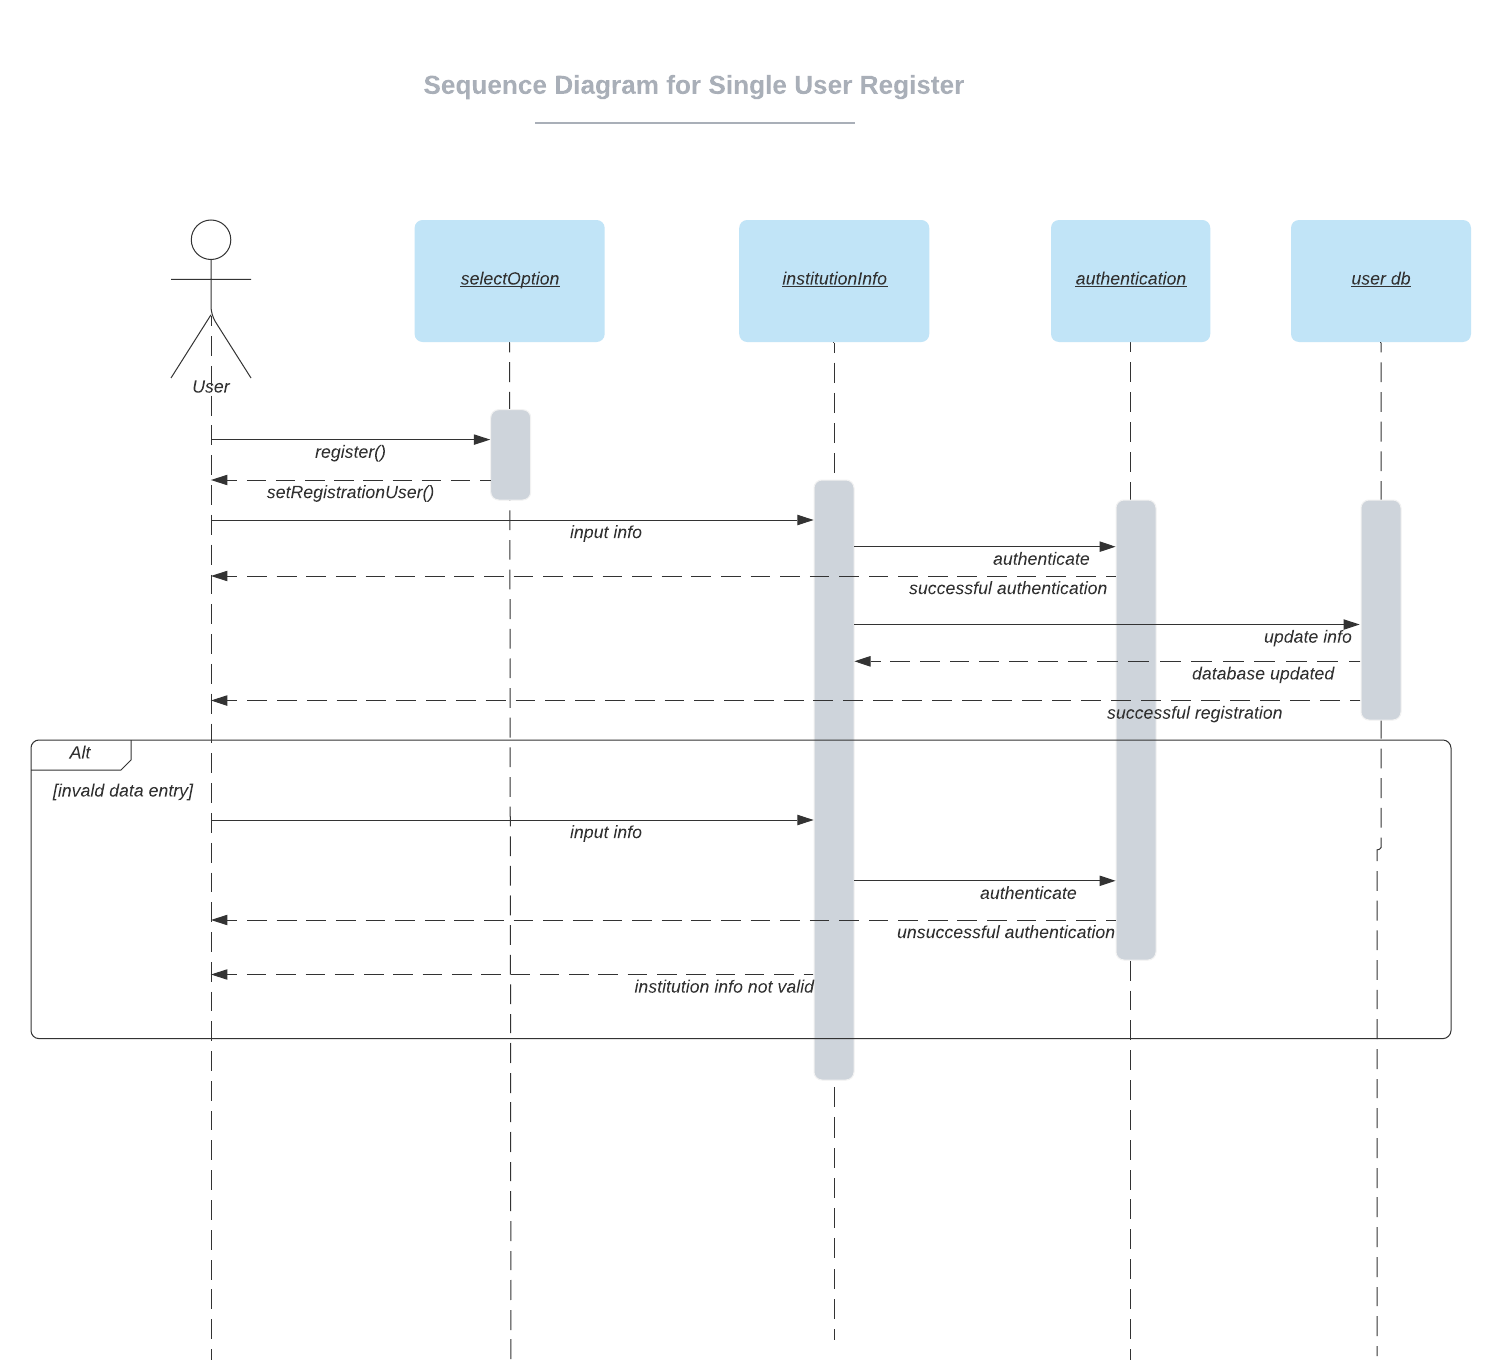 Sequence Diagram for Single User Register
selectOption
institutionInfo
authentication
user db
User
register()
setRegistrationUser()
input info
authenticate
successful authentication
update info
database updated
successful registration
Alt
[invald data entry]
input info
authenticate
unsuccessful authentication
institution info not valid